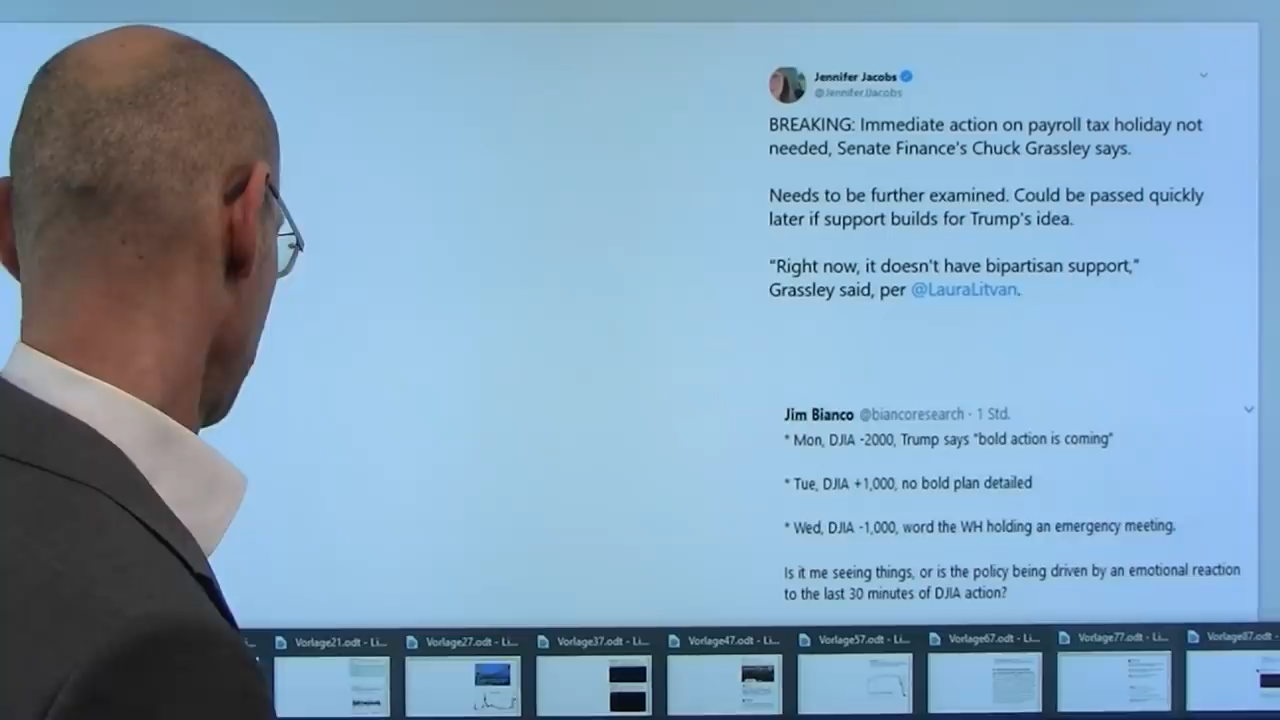 Jennifer Jacobs
@JenniferJJacobs
BREAKING: Immediate action on payroll tax holiday not
needed, Senate Finance's Chuck Grassley says.
Needs to be further examined. Could be passed quickly
later if support builds for Trump's idea.
"Right now, it doesn't have bipartisan support,"
Grassley said, per @LauraLitvan.
Jim Bianco @biancoresearch · 1 Std.
* Mon, DJIA -2000, Trump says "bold action is coming"
* Tue, DJIA +1,000, no bold plan detailed
* Wed, DJIA -1,000, word the WH holding an emergency meeting.
Is it me seeing things, or is the policy being driven by an emotional reaction
to the last 30 minutes of DJIA action?
Vorlage21.odt - Li... Vorlage27.odt - Li... Vorlage37.odt - Li... Vorlage47.odt - Li... Vorlage57.odt - Li... Vorlage67.odt - Li... Vorlage77.odt - Li... Vorlage87.odt -